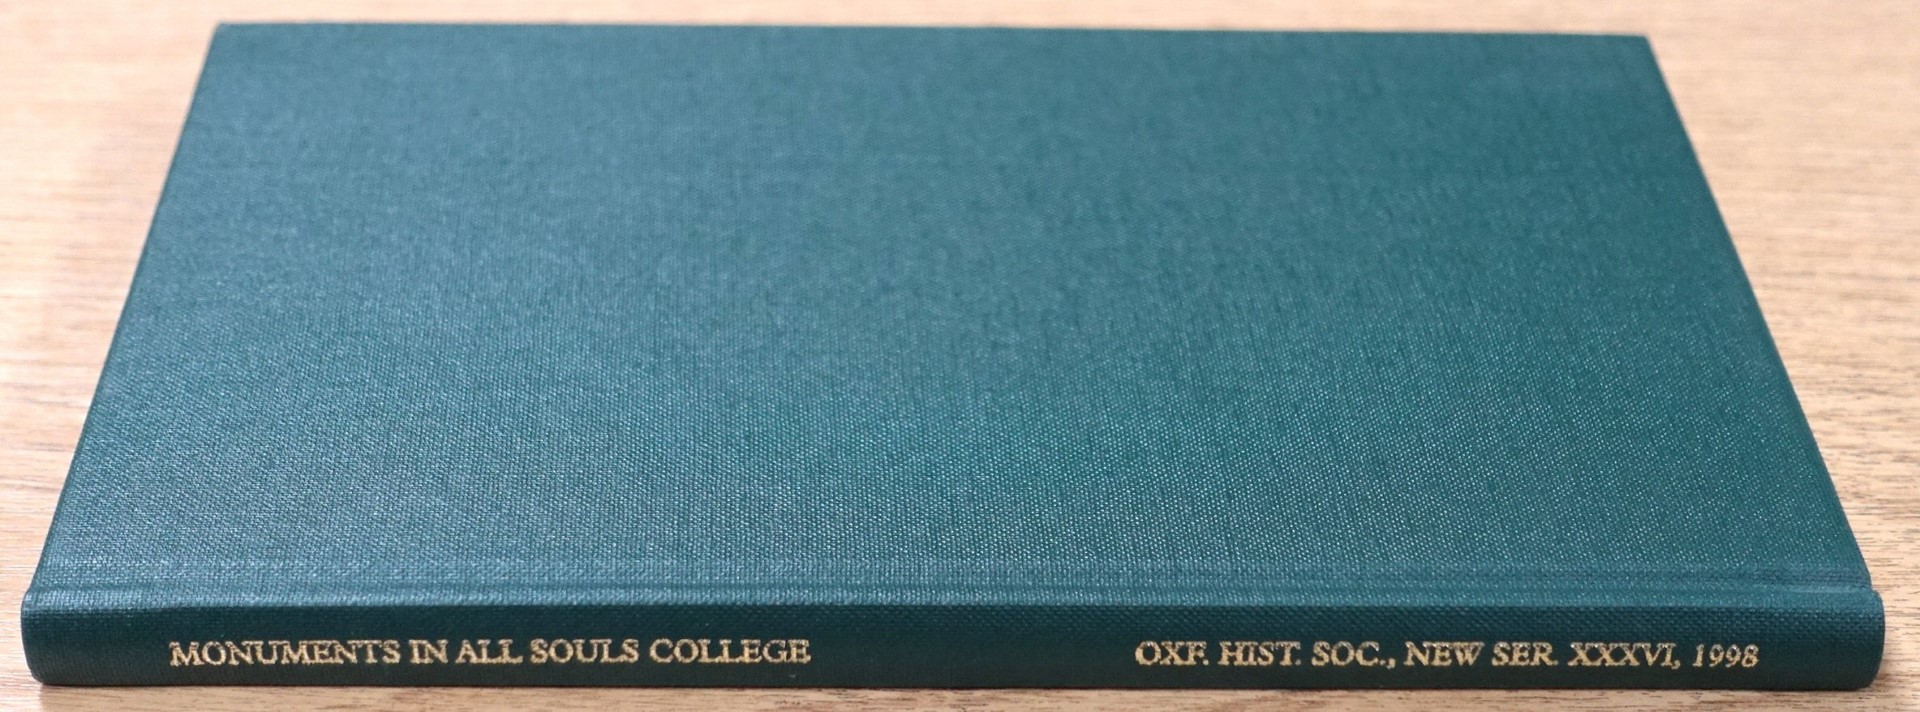 MONUMENTS IN ALL SOULS COLLEGE OXF. HIST. SOC., NEW SER. XXXVI, 1998